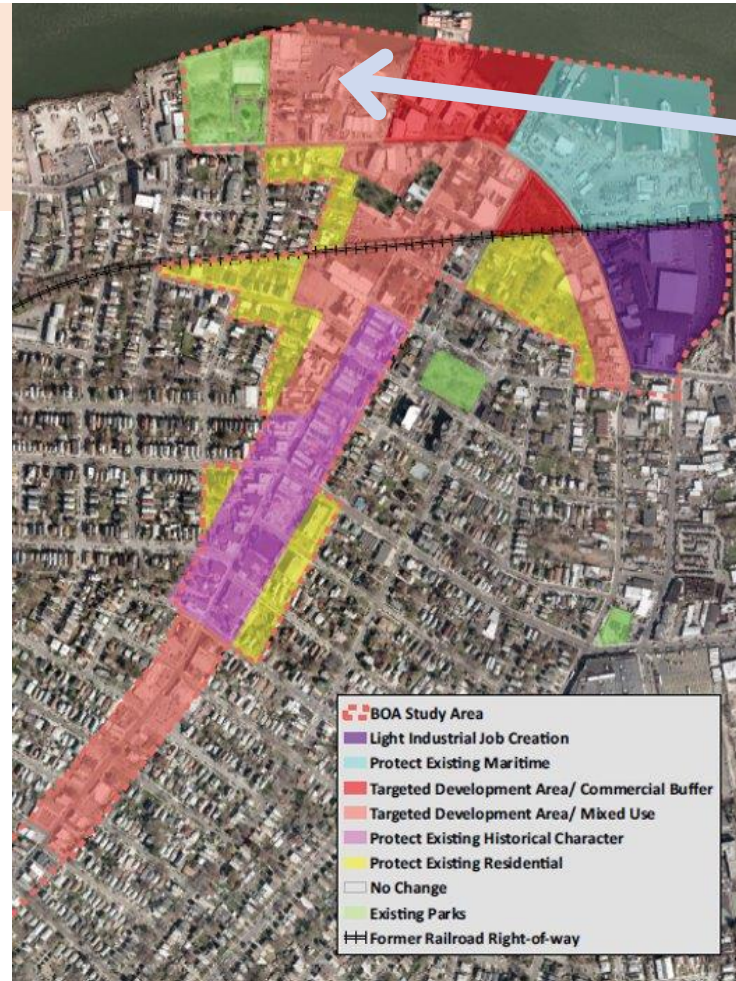 BOA Study Area
Light Industrial Job Creation
Protect Existing Maritime
Targeted Development Area/ Commercial Buffer
Targeted Development Area/ Mixed Use
Protect Existing Historical Character
Protect Existing Residential
No Change
Existing Parks
Former Railroad Right-of-way